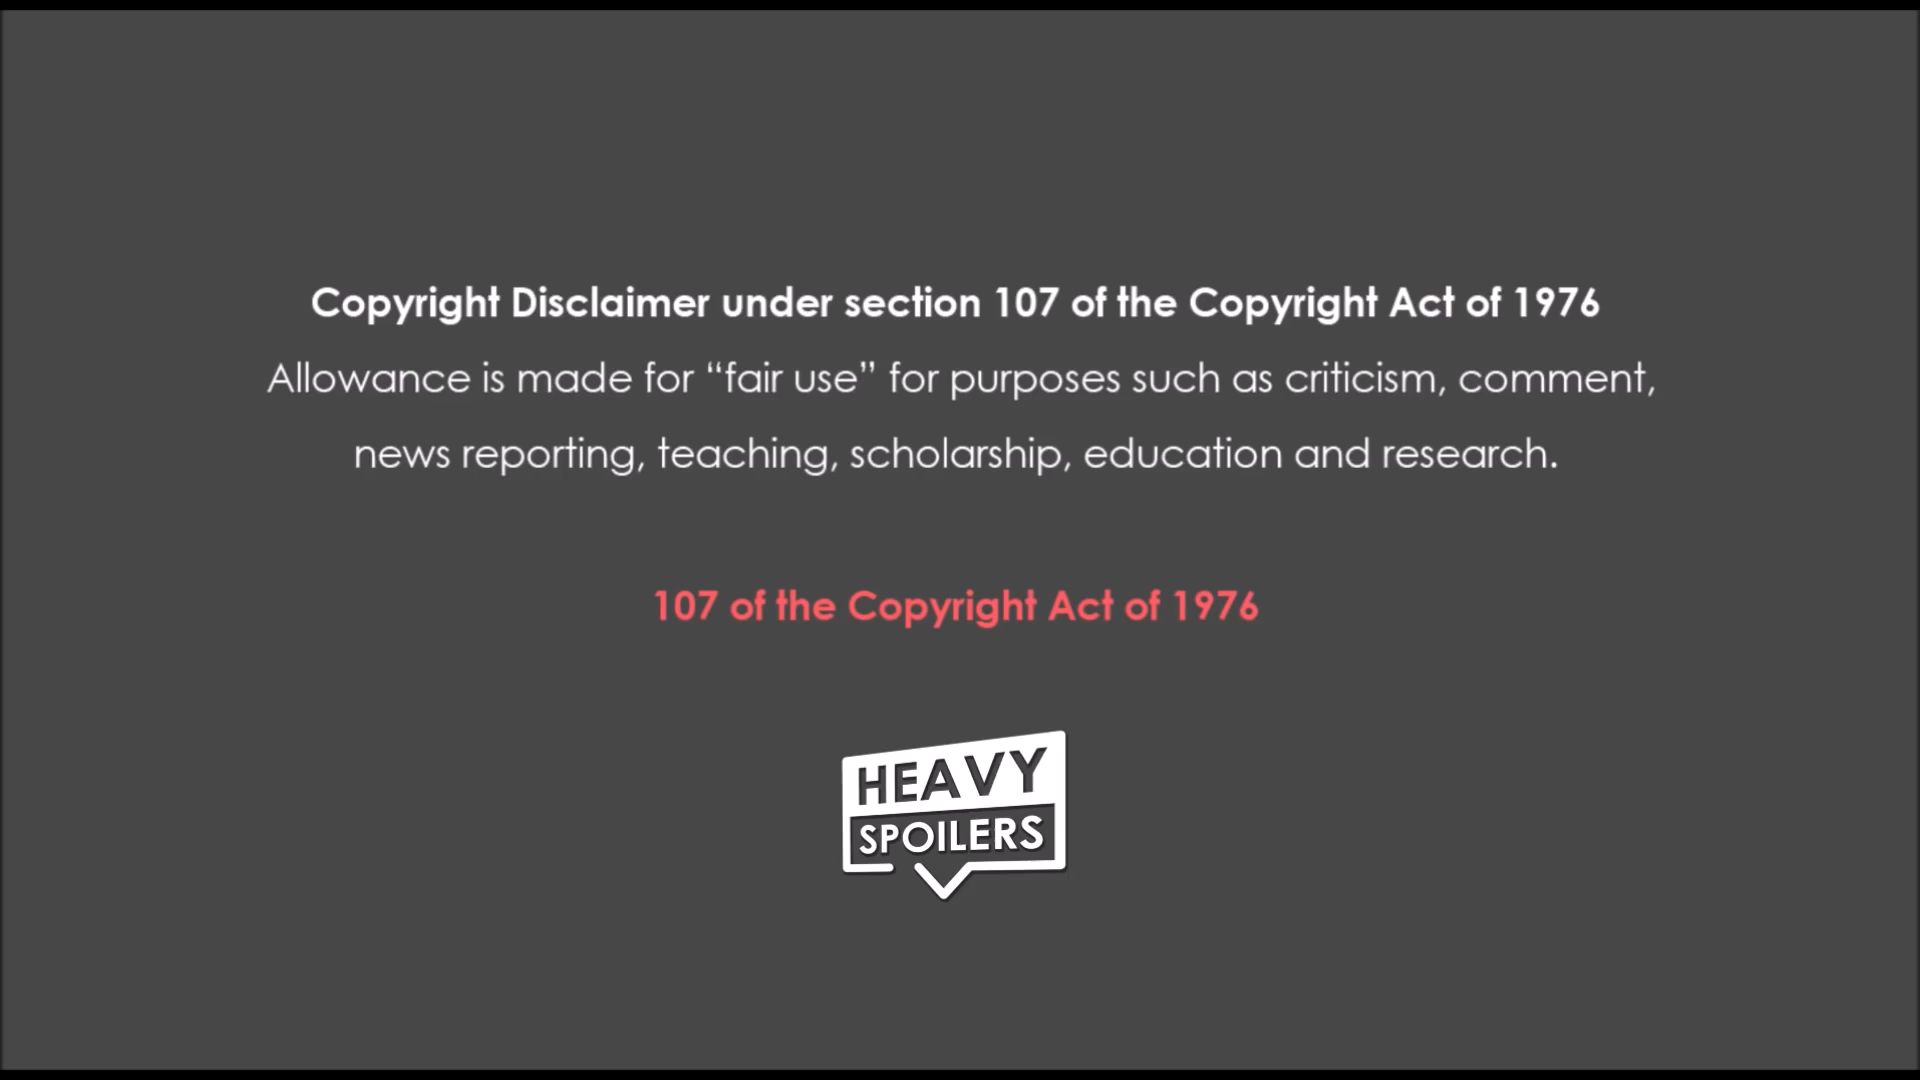 Copyright Disclaimer under section 107 of the Copyright Act of 1976
Allowance is made for “fair use” for purposes such as criticism, comment,
news reporting, teaching, scholarship, education and research.
107 of the Copyright Act of 1976
HEAVY
SPOILERS